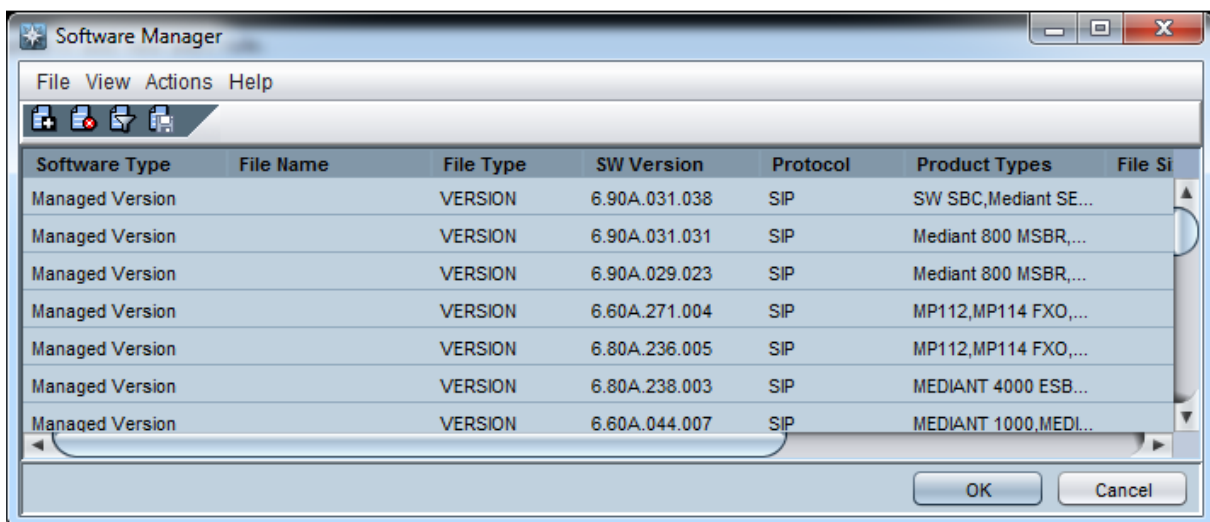 Software Manager
File View Actions Help
Software Type File Name File Type SW Version Protocol Product Types File Si
Managed Version VERSION 6.90A.031.038 SIP SW SBC,Mediant SE...
Managed Version VERSION 6.90A.031.031 SIP Mediant 800 MSBR,...
Managed Version VERSION 6.90A.029.023 SIP Mediant 800 MSBR,...
Managed Version VERSION 6.60A.271.004 SIP MP112,MP114 FXO,...
Managed Version VERSION 6.80A.236.005 SIP MP112,MP114 FXO,...
Managed Version VERSION 6.80A.238.003 SIP MEDIANT 4000 ESB...
Managed Version VERSION 6.60A.044.007 SIP MEDIANT 1000,MEDI...
OK Cancel